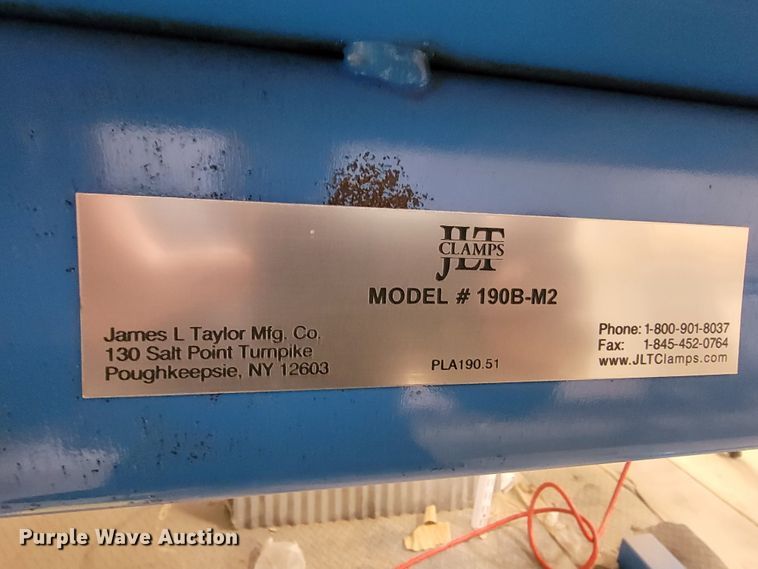 JLT
CLAMPS
MODEL # 190B-M2
James L Taylor Mfg. Co.
130 Salt Point Turnpike
Poughkeepsie, NY 12603
PLA190.51
Phone: 1-800-901-8037
Fax: 1-845-452-0764
www.JLTClamps.com
Purple Wave Auction